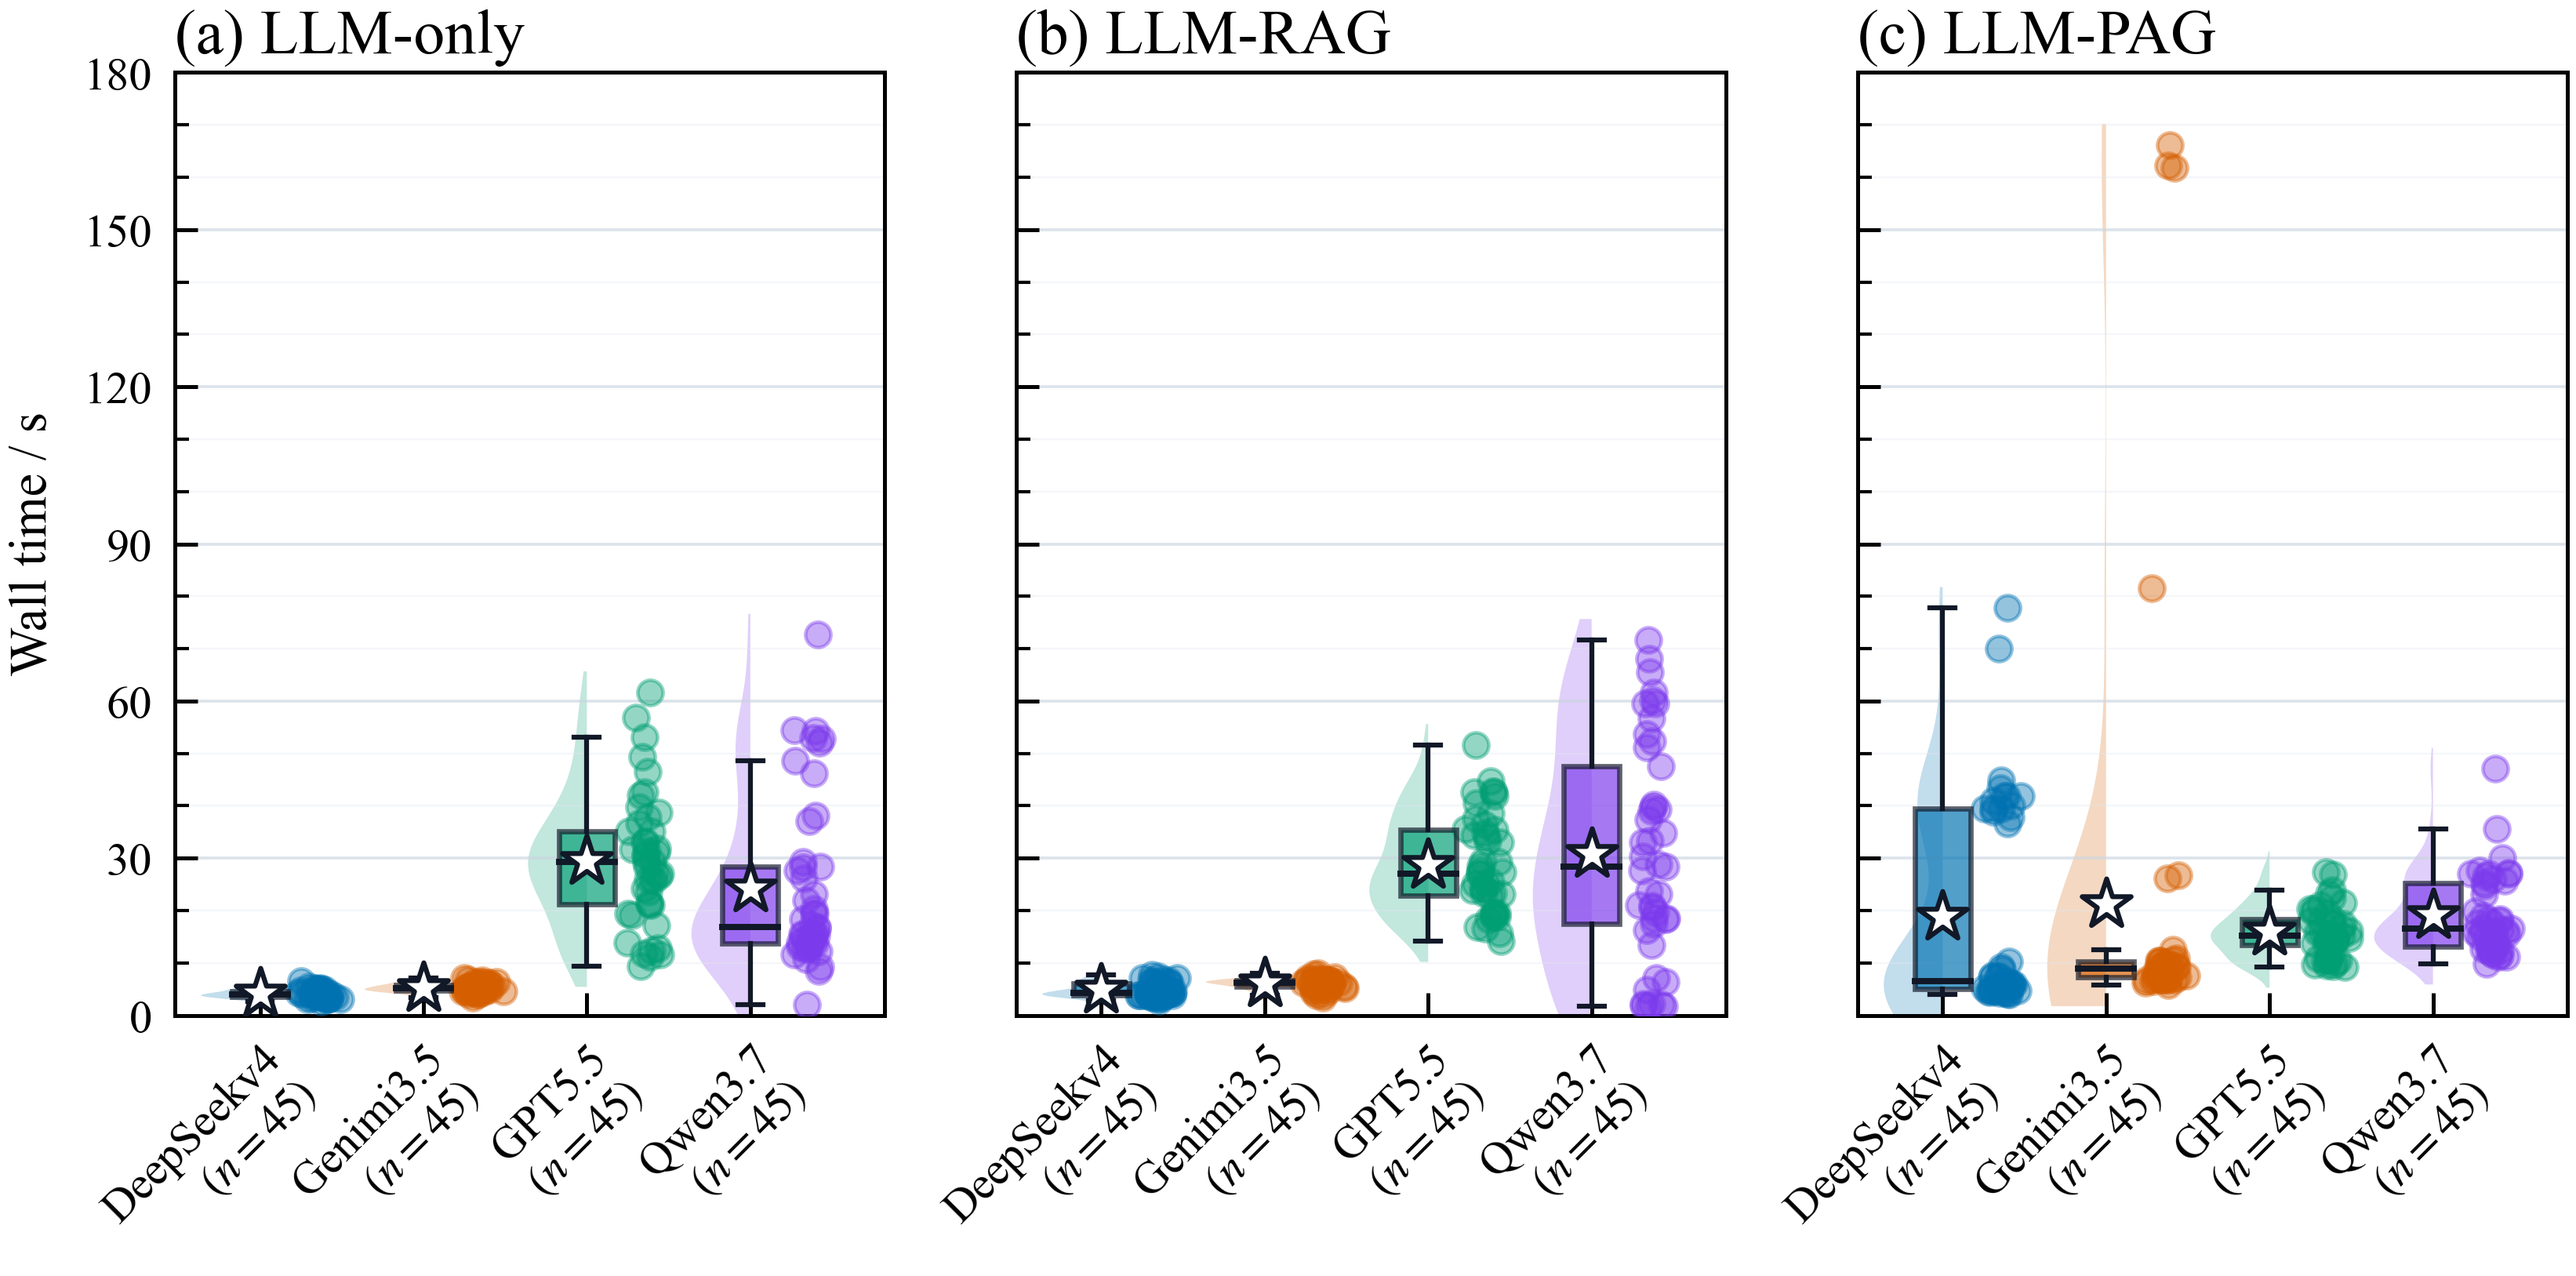 (a) LLM-only
(b) LLM-RAG
(c) LLM-PAG
Wall time / s
180
150
120
90
60
30
0
DeepSeekv4
(n=45)
Genimi3.5
(n=45)
GPT5.5
(n=45)
Qwen3.7
(n=45)
DeepSeekv4
(n=45)
Genimi3.5
(n=45)
GPT5.5
(n=45)
Qwen3.7
(n=45)
DeepSeekv4
(n=45)
Genimi3.5
(n=45)
GPT5.5
(n=45)
Qwen3.7
(n=45)